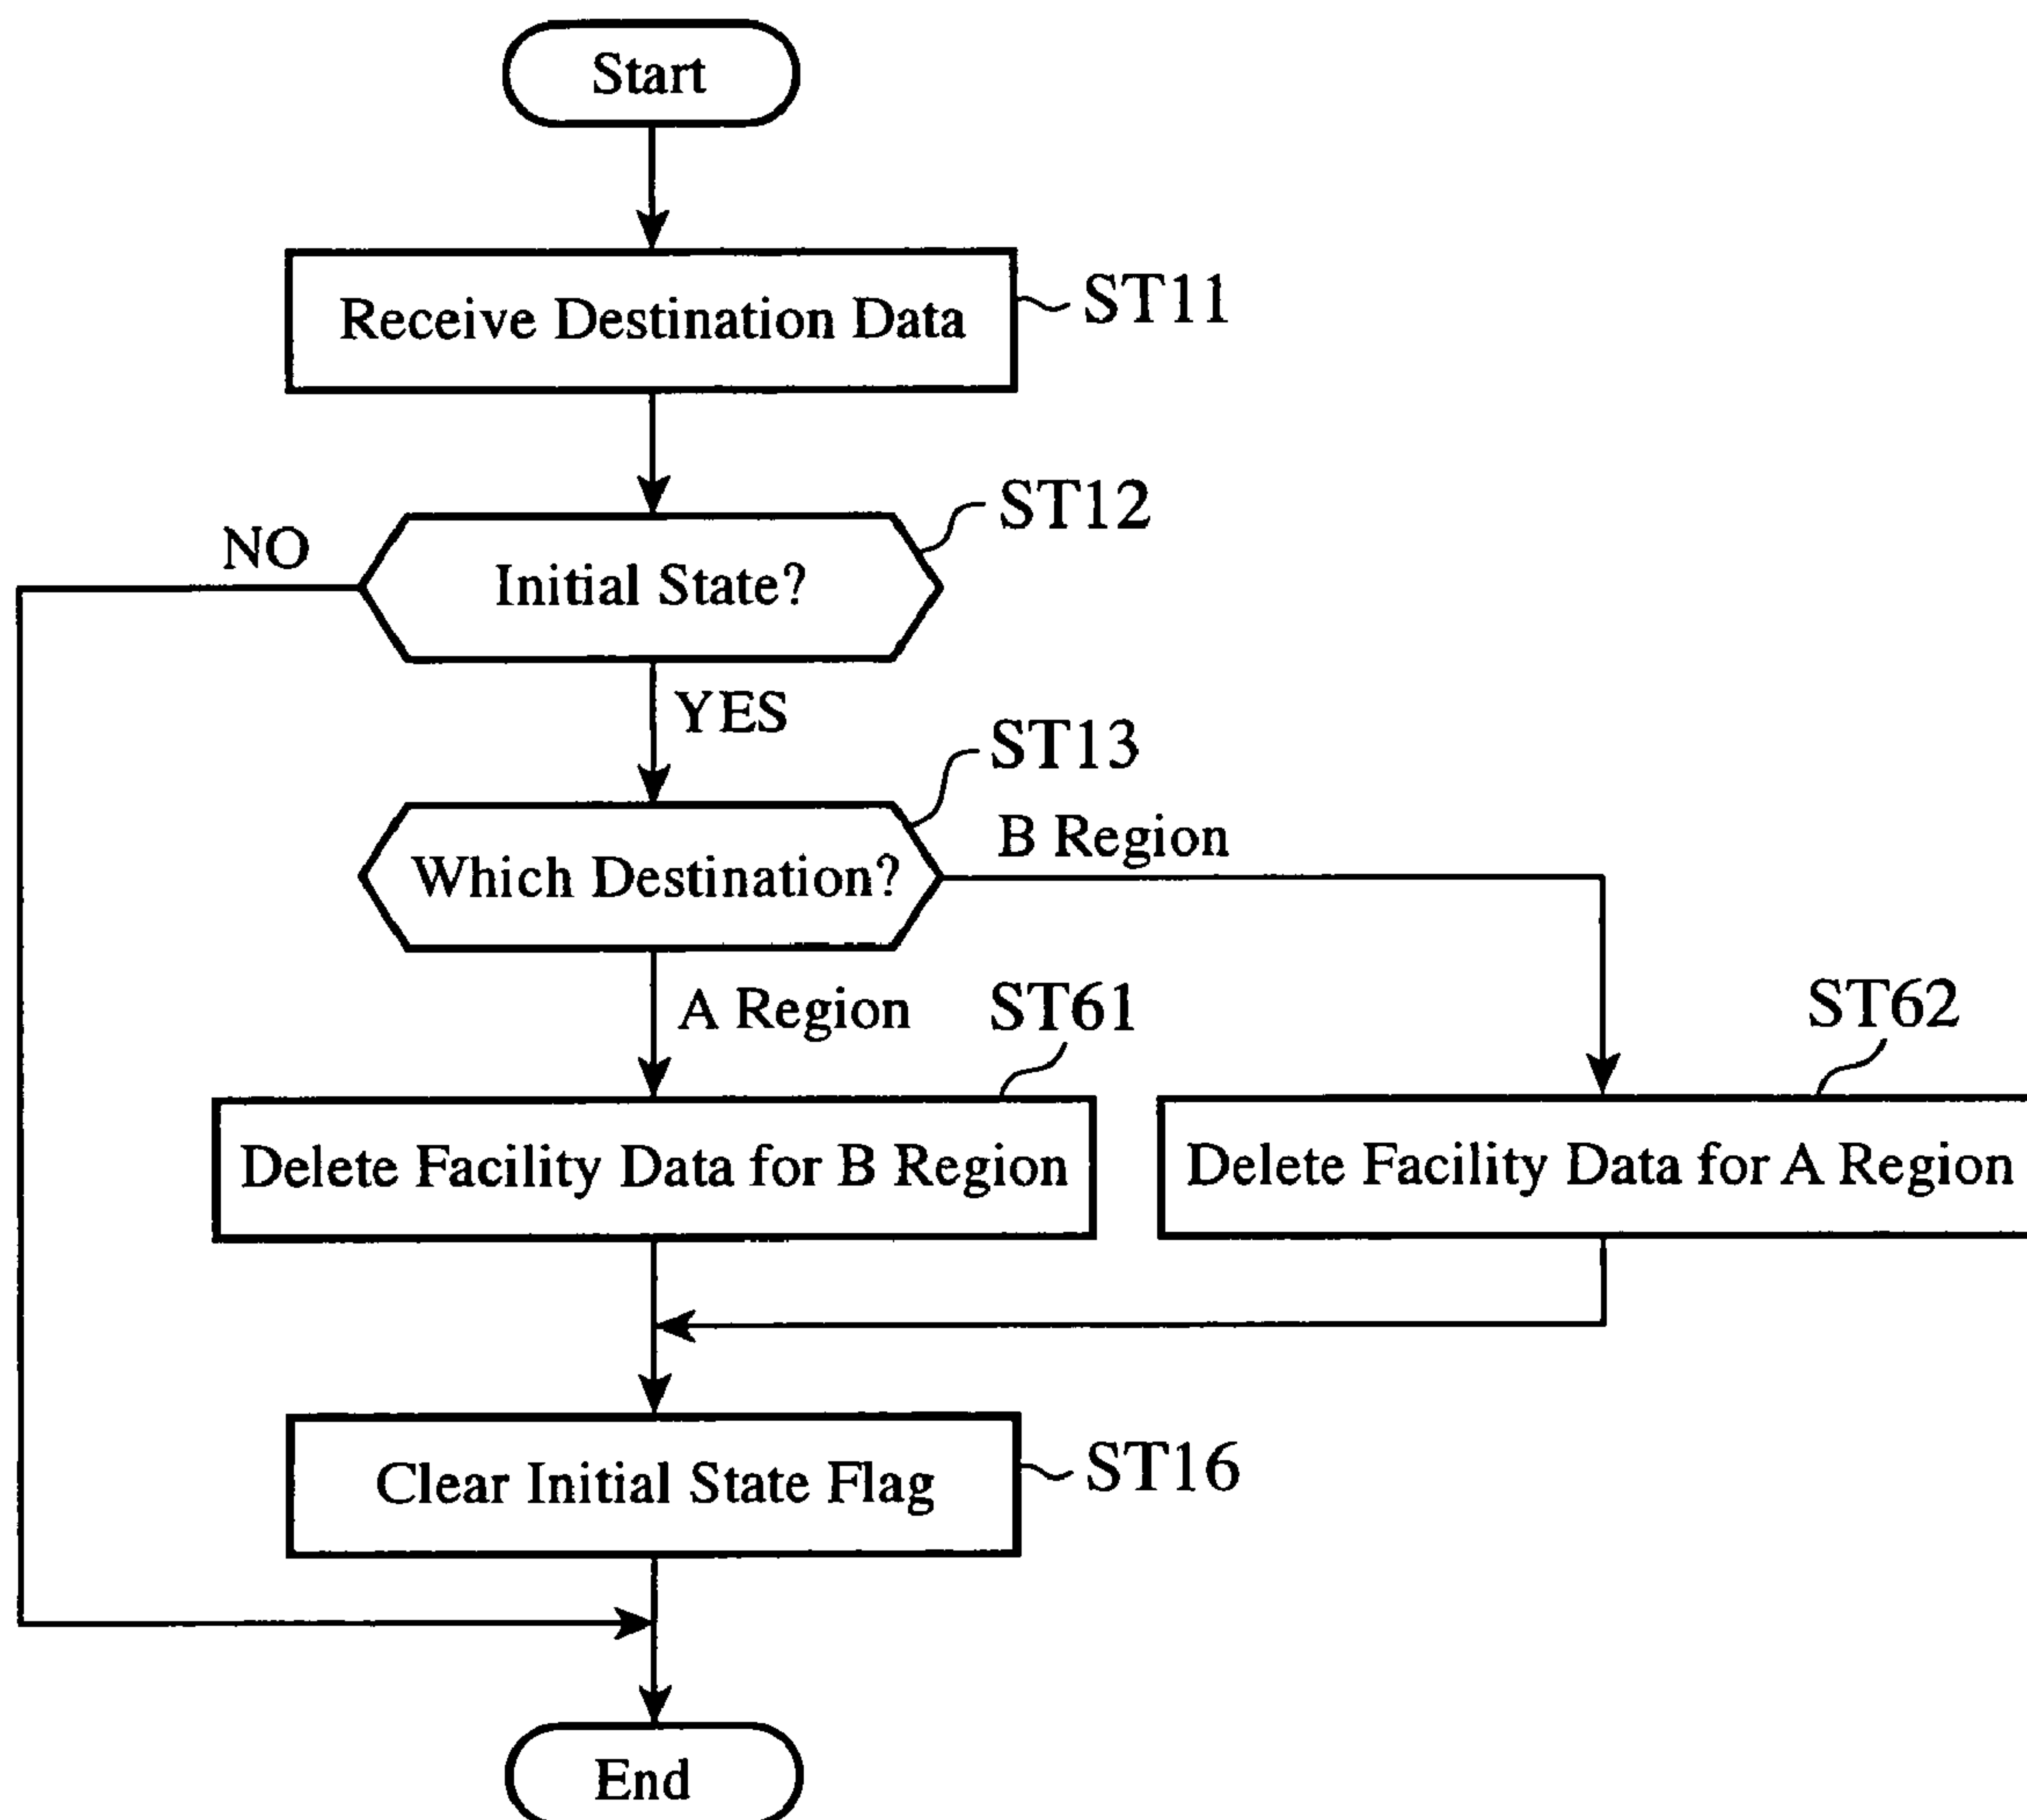 Start
Receive Destination Data
ST11
ST12
NO
Initial State?
YES
ST13
B Region
Which Destination?
A Region
ST61
ST62
Delete Facility Data for B Region
Delete Facility Data for A Region
Clear Initial State Flag
ST16
End